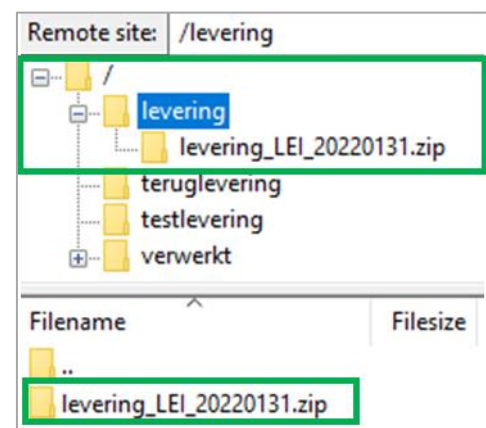 Remote site: /levering
/
levering
levering_LEI_20220131.zip
teruglevering
testlevering
verwerkt
Filename Filesize
..
levering_LEI_20220131.zip